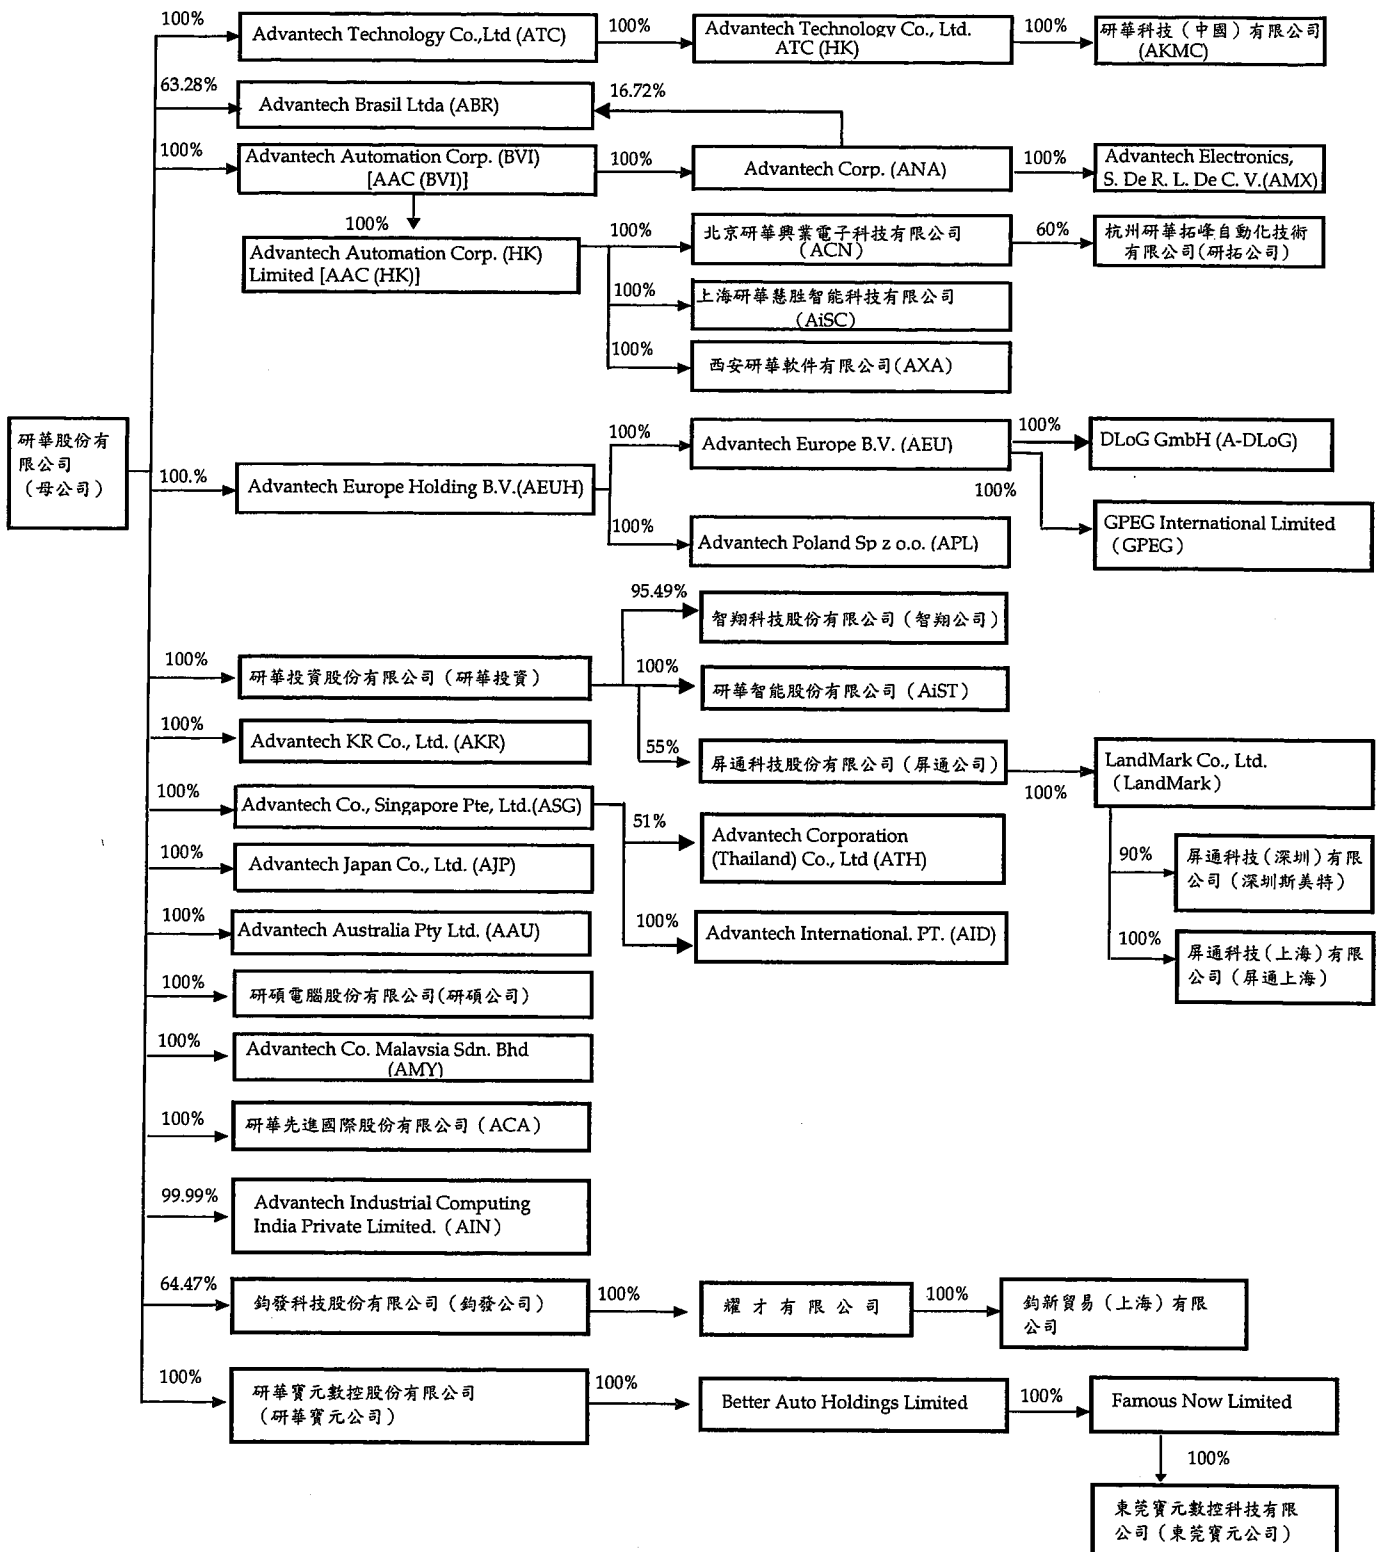 100%
Advantech Technology Co.,Ltd (ATC)
100%
Advantech Technology Co., Ltd.
ATC (HK)
100%
研華科技（中國）有限公司
(AKMC)
63.28%
Advantech Brasil Ltda (ABR)
16.72%
100%
Advantech Automation Corp. (BVI)
[AAC (BVI)]
100%
Advantech Corp. (ANA)
100%
Advantech Electronics,
S. De R. L. De C. V.(AMX)
100%
Advantech Automation Corp. (HK)
Limited [AAC (HK)]
100%
北京研華興業電子科技有限公司
(ACN)
60%
杭州研華拓峰自動化技術
有限公司(研拓公司)
100%
上海研華慧胜智能科技有限公司
(AiSC)
100%
西安研華軟件有限公司(AXA)
研華股份有
限公司
（母公司）
100.%
Advantech Europe Holding B.V.(AEUH)
100%
Advantech Europe B.V. (AEU)
100%
DLoG GmbH (A-DLoG)
100%
GPEG International Limited
（GPEG）
100%
Advantech Poland Sp z o.o. (APL)
95.49%
智翔科技股份有限公司（智翔公司）
100%
研華投資股份有限公司（研華投資）
100%
研華智能股份有限公司（AiST）
100%
Advantech KR Co., Ltd. (AKR)
55%
屏通科技股份有限公司（屏通公司）
100%
LandMark Co., Ltd.
（LandMark）
100%
Advantech Co., Singapore Pte, Ltd.(ASG)
51%
Advantech Corporation
(Thailand) Co., Ltd (ATH)
90%
屏通科技（深圳）有限
公司（深圳斯美特）
100%
Advantech Japan Co., Ltd. (AJP)
100%
Advantech Australia Pty Ltd. (AAU)
100%
Advantech International. PT. (AID)
100%
屏通科技(上海)有限
公司（屏通上海）
100%
研碩電腦股份有限公司(研碩公司)
100%
Advantech Co. Malaysia Sdn. Bhd
(AMY)
100%
研華先進國際股份有限公司（ACA）
99.99%
Advantech Industrial Computing
India Private Limited.（AIN）
64.47%
鈞發科技股份有限公司（鈞發公司）
100%
耀才有限公司
100%
鈞新貿易（上海）有限
公司
100%
研華寶元數控股份有限公司
（研華寶元公司）
100%
Better Auto Holdings Limited
100%
Famous Now Limited
100%
東莞寶元數控科技有限
公司（東莞寶元公司）